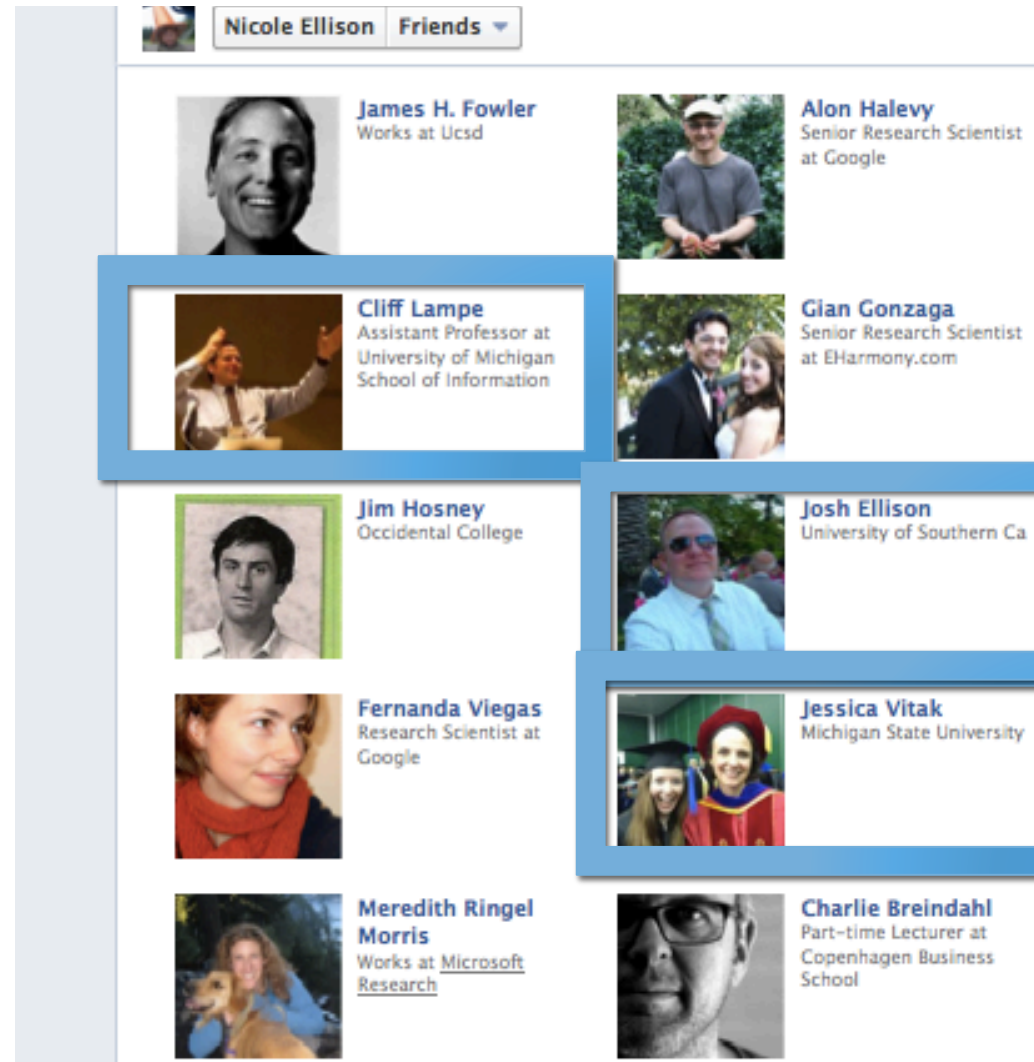 Nicole Ellison Friends
James H. Fowler
Works at Ucsd
Alon Halevy
Senior Research Scientist
at Google
Cliff Lampe
Assistant Professor at
University of Michigan
School of Information
Gian Gonzaga
Senior Research Scientist
at EHarmony.com
Jim Hosney
Occidental College
Josh Ellison
University of Southern Ca
Fernanda Viegas
Research Scientist at
Google
Jessica Vitak
Michigan State University
Meredith Ringel
Morris
Works at Microsoft
Research
Charlie Breindahl
Part-time Lecturer at
Copenhagen Business
School